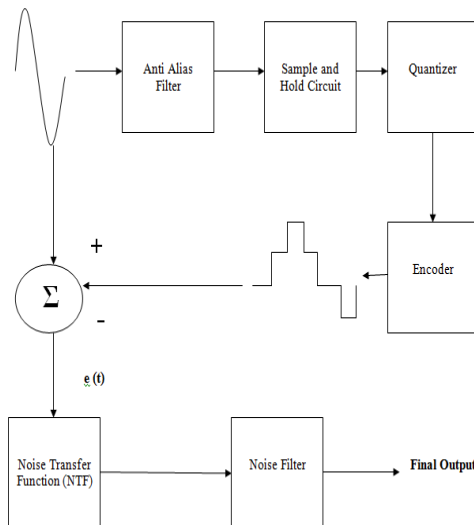 Anti Alias
Filter
Sample and
Hold Circuit
Quantizer
+
Encoder
Σ
-
e (t)
Noise Transfer
Function (NTF)
Noise Filter
Final Output